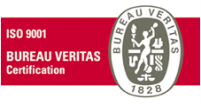 ISO 9001
BUREAU VERITAS
Certification
BUREAU VERITAS
1828